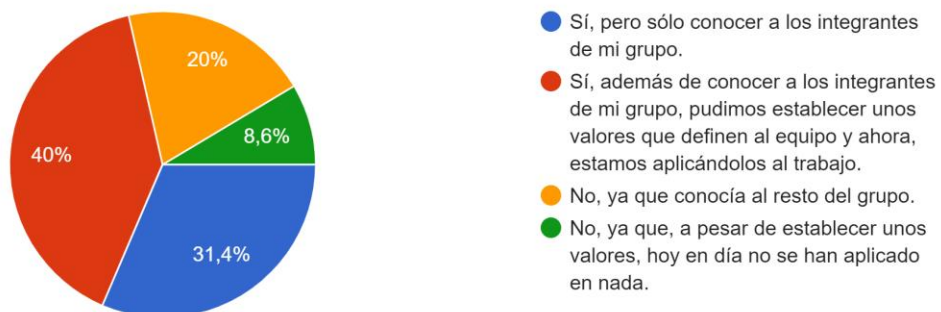 20%
8,6%
40%
31,4%
Sí, pero sólo conocer a los integrantes
de mi grupo.
Sí, además de conocer a los integrantes
de mi grupo, pudimos establecer unos
valores que definen al equipo y ahora,
estamos aplicándolos al trabajo.
No, ya que conocía al resto del grupo.
No, ya que, a pesar de establecer unos
valores, hoy en día no se han aplicado
en nada.